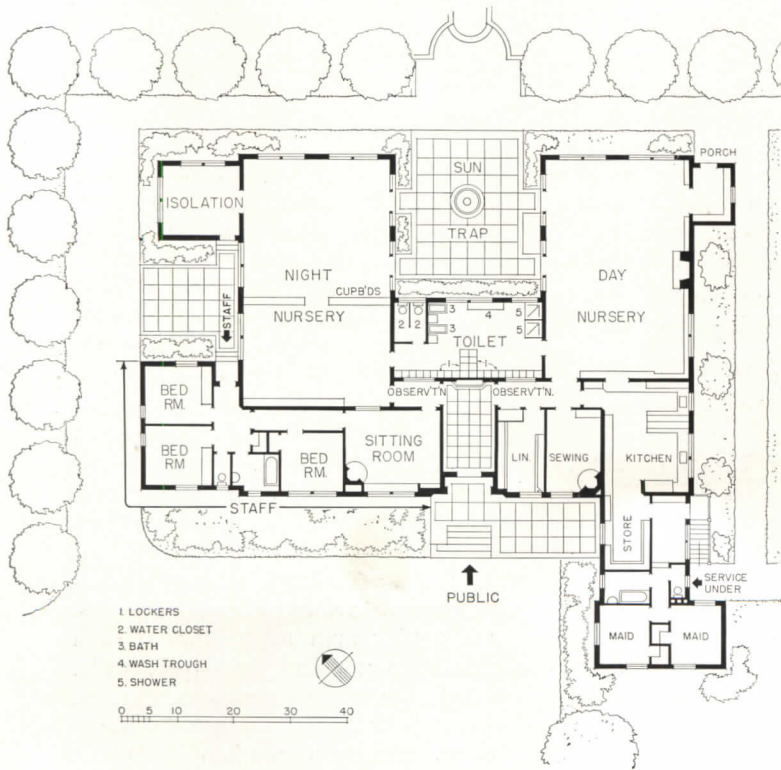 PORCH
SUN
TRAP
ISOLATION
NIGHT
NURSERY
CUPB'DS
DAY
NURSERY
STAFF
2 2
3
3
4
5
5
TOILET
BED
RM.
OBSERV'T'N
OBSERV'T'N.
BED
RM
BED
RM.
SITTING
ROOM
LIN.
SEWING
KITCHEN
STAFF
STORE
PUBLIC
SERVICE
UNDER
MAID
MAID
1. LOCKERS
2. WATER CLOSET
3. BATH
4. WASH TROUGH
5. SHOWER
0 5 10 20 30 40